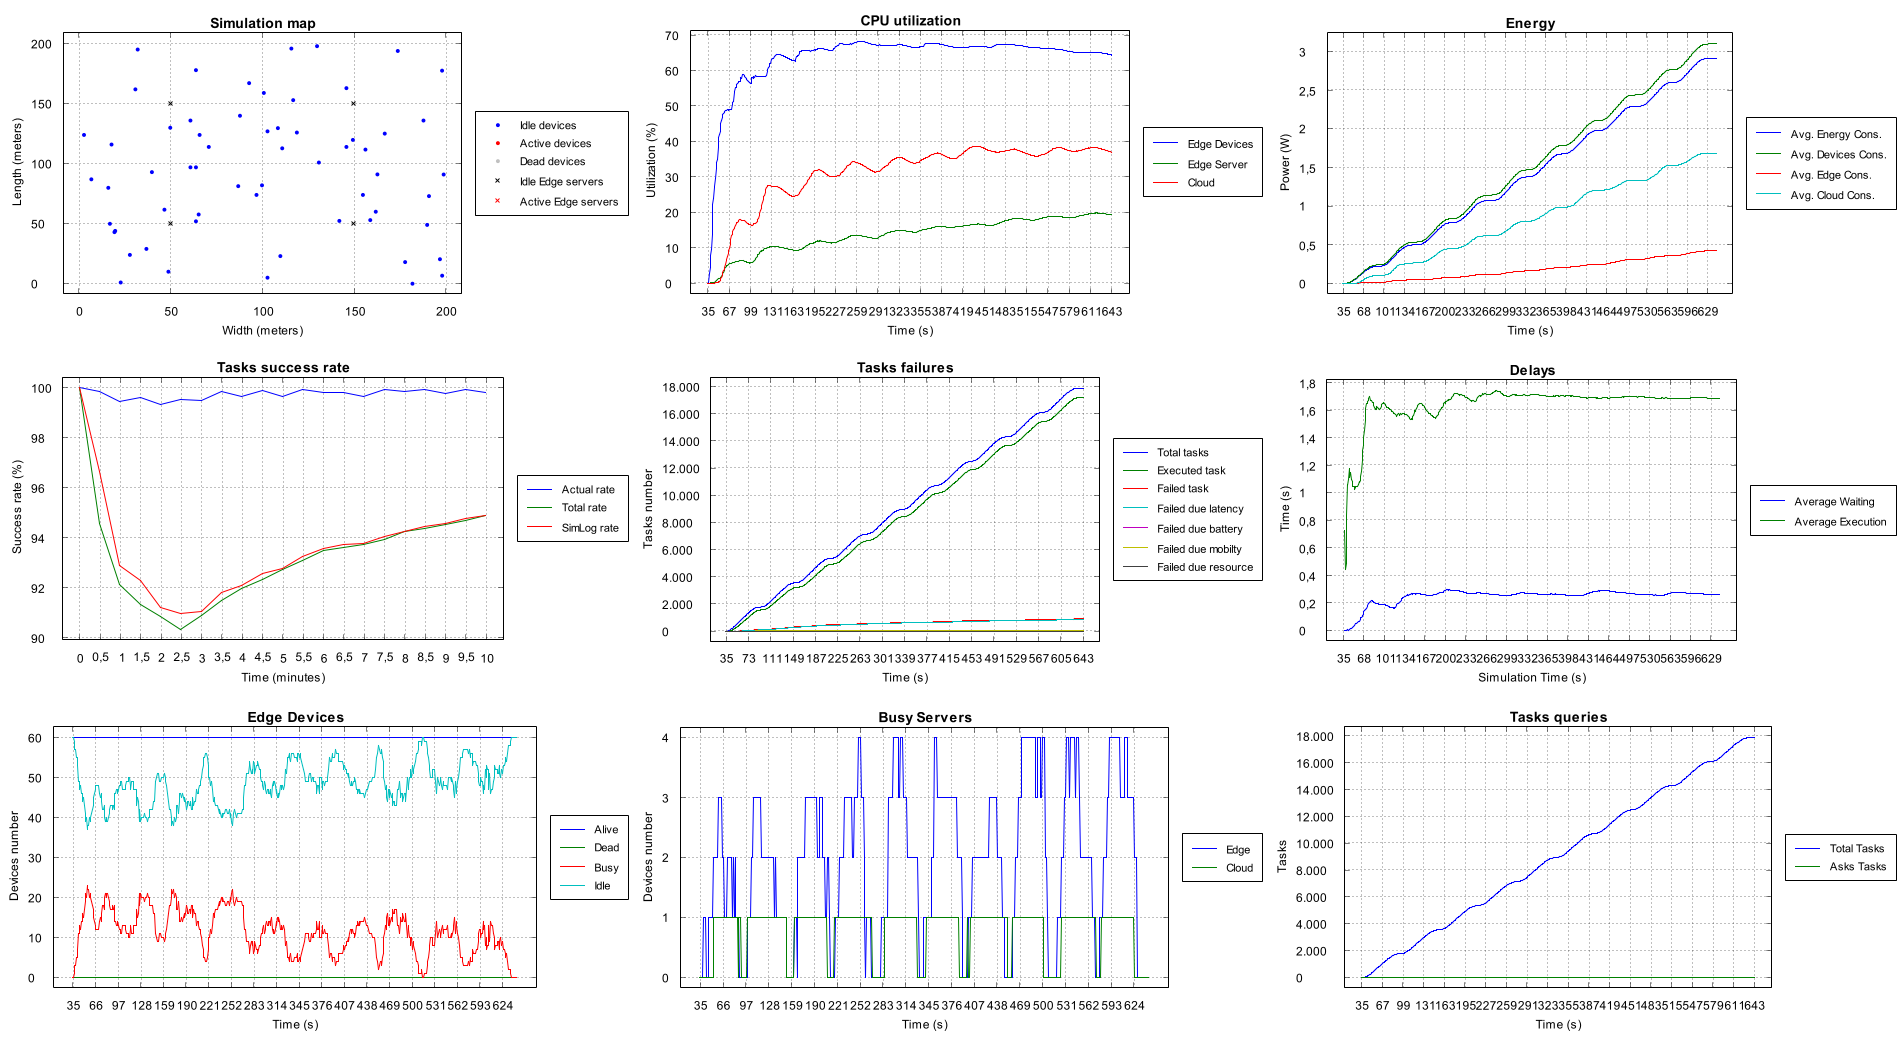 Simulation map
Length (meters)
200
150
100
50
0
0 50 100 150 200
Width (meters)
Idle devices
Active devices
Dead devices
Idle Edge servers
Active Edge servers
CPU utilization
Utilization (%)
70
60
50
40
30
20
10
0
35 67 99 131163195227259291323355387419451483515547579611643
Time (s)
Edge Devices
Edge Server
Cloud
Energy
Power (W)
3
2,5
2
1,5
1
0,5
0
35 68 101134167200233266299332365398431464497530563596629
Time (s)
Avg. Energy Cons.
Avg. Devices Cons.
Avg. Edge Cons.
Avg. Cloud Cons.
Tasks success rate
Success rate (%)
100
98
96
94
92
90
0 0,5 1 1,5 2 2,5 3 3,5 4 4,5 5 5,5 6 6,5 7 7,5 8 8,5 9 9,5 10
Time (minutes)
Actual rate
Total rate
SimLog rate
Tasks failures
Tasks number
18.000
16.000
14.000
12.000
10.000
8.000
6.000
4.000
2.000
0
35 73 111 149 187 225 263 301 339 377 415 453 491 529 567 605 643
Time (s)
Total tasks
Executed task
Failed task
Failed due latency
Failed due battery
Failed due mobilty
Failed due resource
Delays
Time (s)
1,8
1,6
1,4
1,2
1
0,8
0,6
0,4
0,2
0
35 68 101134167200233266299332365398431464497530563596629
Simulation Time (s)
Average Waiting
Average Execution
Edge Devices
Devices number
60
50
40
30
20
10
0
35 66 97 128 159 190 221 252 283 314 345 376 407 438 469 500 531 562 593 624
Time (s)
Alive
Dead
Busy
Idle
Busy Servers
Devices number
4
3
2
1
0
35 66 97 128 159 190 221 252 283 314 345 376 407 438 469 500 531 562 593 624
Time (s)
Edge
Cloud
Tasks queries
Tasks
18.000
16.000
14.000
12.000
10.000
8.000
6.000
4.000
2.000
0
35 67 99 131163195227259291323355387419451483515547579611643
Time (s)
Total Tasks
Asks Tasks